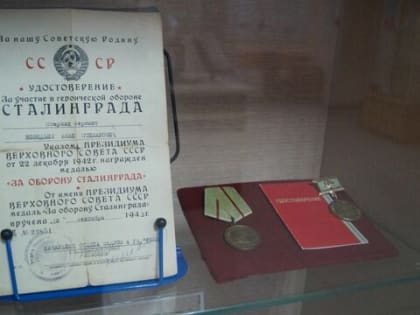 За нашу Советскую Родину
СС СР
УДОСТОВЕРЕНИЕ
За участие в героической обороне
СТАЛИНГРАДА
Указом ПРЕЗИДИУМА
ВЕРХОВНОГО СОВЕТА СССР
от 22 декабря 1942 г. награжден
медалью
«ЗА ОБОРОНУ СТАЛИНГРАДА»
От имени ПРЕЗИДИУМА
ВЕРХОВНОГО СОВЕТА СССР
медаль «За оборону Сталинграда»
вручена
УДОСТОВЕРЕНИЕ